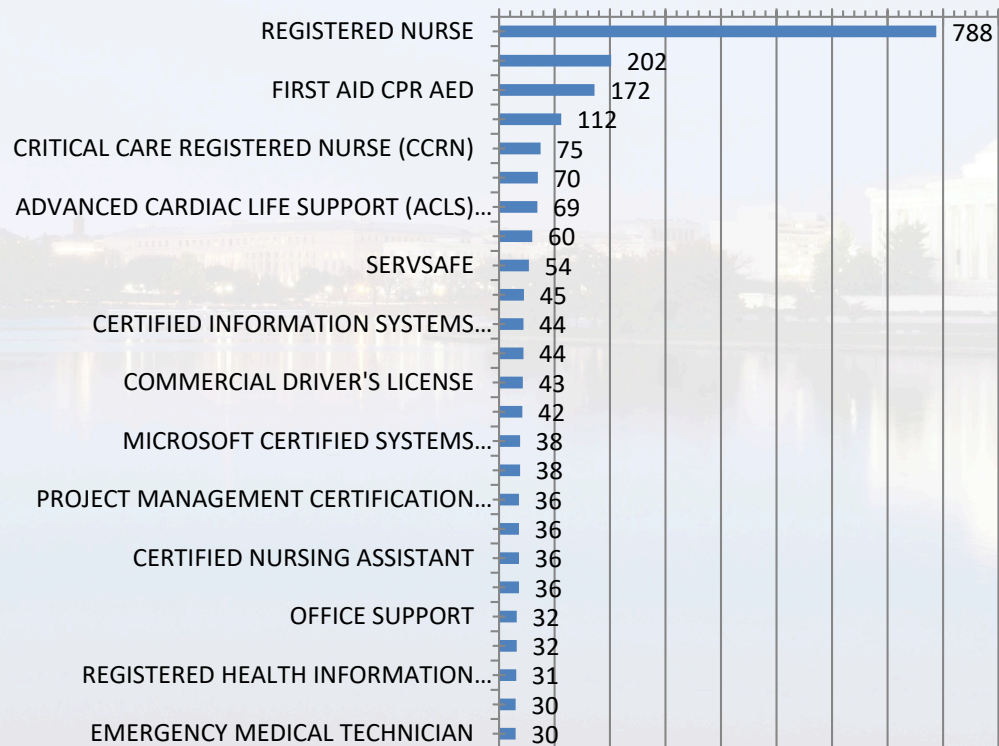 REGISTERED NURSE 788
202
FIRST AID CPR AED 172
112
CRITICAL CARE REGISTERED NURSE (CCRN) 75
70
ADVANCED CARDIAC LIFE SUPPORT (ACLS)... 69
60
SERVSAFE 54
45
CERTIFIED INFORMATION SYSTEMS... 44
44
COMMERCIAL DRIVER'S LICENSE 43
42
MICROSOFT CERTIFIED SYSTEMS... 38
38
PROJECT MANAGEMENT CERTIFICATION... 36
36
CERTIFIED NURSING ASSISTANT 36
36
OFFICE SUPPORT 32
32
REGISTERED HEALTH INFORMATION... 31
30
EMERGENCY MEDICAL TECHNICIAN 30